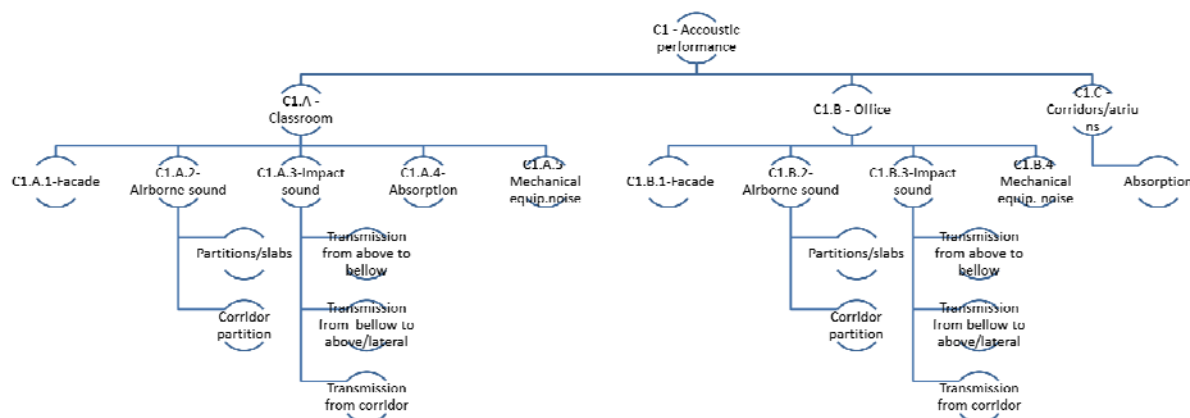 C1 - Accoustic
performance
C1.A -
Classroom
C1.B - Office
C1.C -
Corridors/atriu
ns
C1.A.1-Facade
C1.A.2-
Airborne sound
C1.A.3-Impact
sound
C1.A.4-
Absorption
C1.A.5
Mechanical
equip.noise
C1.B.1-Facade
C1.B.2-
Airborne sound
C1.B.3-Impact
sound
C1.B.4
Mechanical
equip. noise
Absorption
Partitions/slabs
Transmission
from above to
bellow
Partitions/slabs
Transmission
from above to
bellow
Corridor
partition
Transmission
from bellow to
above/lateral
Corridor
partition
Transmission
from bellow to
above/lateral
Transmission
from corridor
Transmission
from corridor